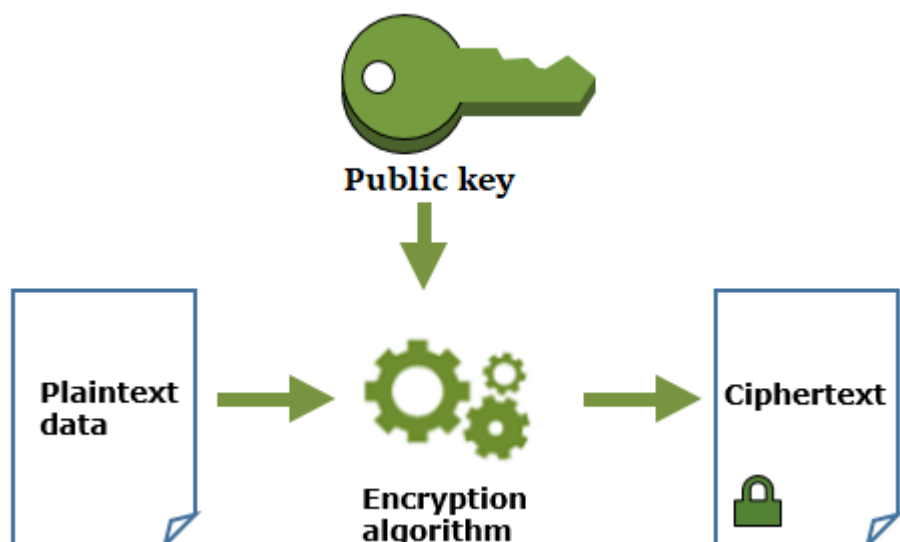 Public key
Plaintext
data
Ciphertext
Encryption
algorithm